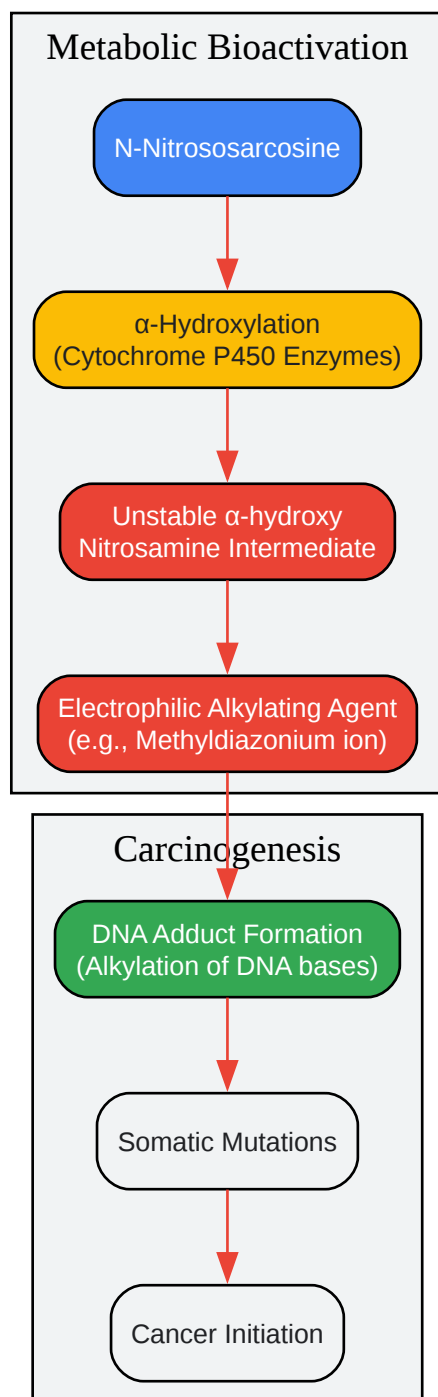 Metabolic Bioactivation
N-Nitrososarcosine
α-Hydroxylation
(Cytochrome P450 Enzymes)
Unstable α-hydroxy
Nitrosamine Intermediate
Electrophilic Alkylating Agent
(e.g., Methyldiazonium ion)
Carcinogenesis
DNA Adduct Formation
(Alkylation of DNA bases)
Somatic Mutations
Cancer Initiation